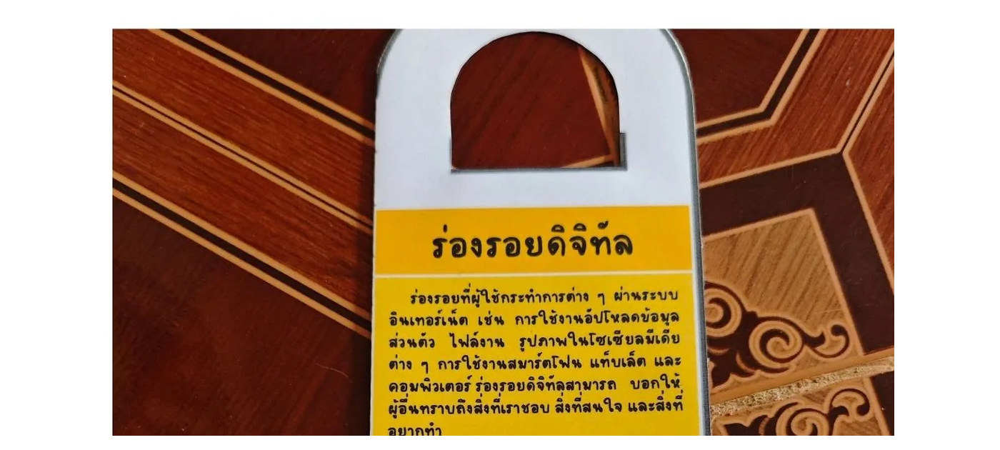 ร่องรอยดิจิทัล
ร่องรอยที่ผู้ใช้กระทำการต่าง ๆ ผ่านระบบ
อินเทอร์เน็ต เช่น การใช้งานอัปโหลดข้อมูล
ส่วนตัว ไฟล์งาน รูปภาพในโซเซียลมีเดีย
ต่าง ๆ การใช้งานสมาร์ตโฟน แท็บเล็ต และ
คอมพิวเตอร์ ร่องรอยดิจิทัลสามารถ บอกให้
ผู้อื่นทราบถึงสิ่งที่เราชอบ สิ่งที่สนใจ และสิ่งที่
อยากทำ